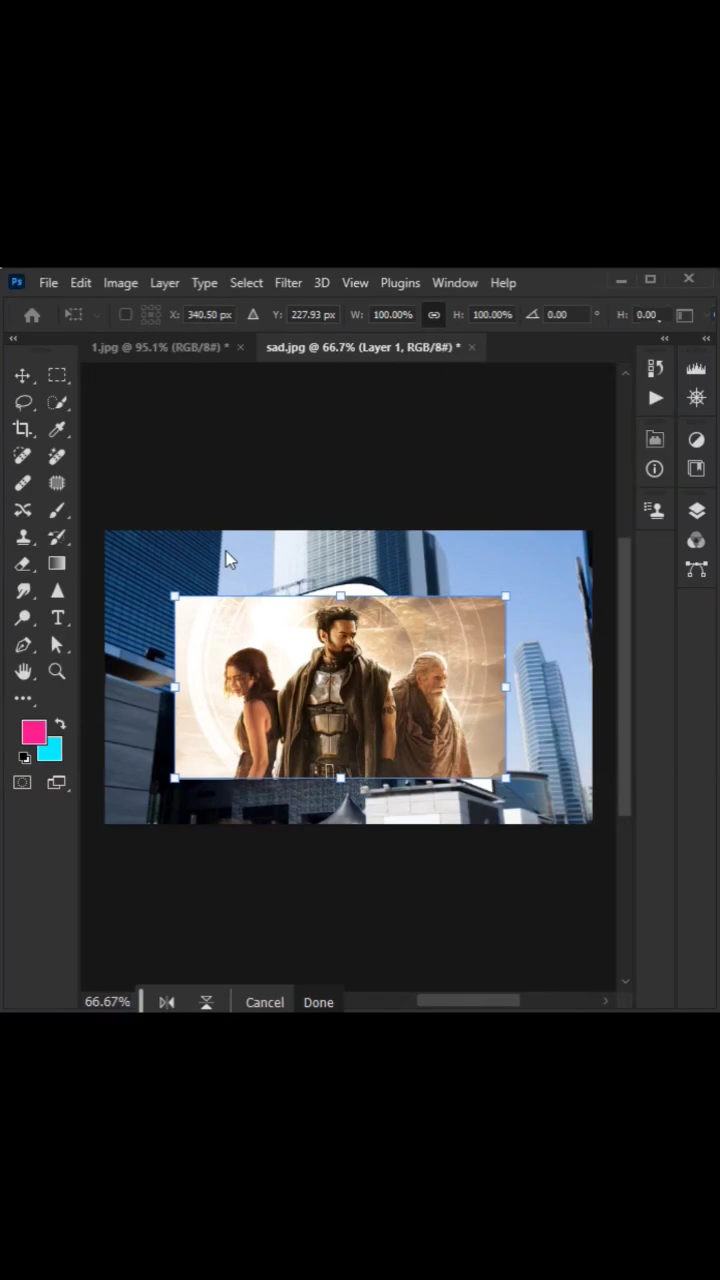 Ps File Edit Image Layer Type Select Filter 3D View Plugins Window Help
X: 340.50 px Y: 227.93 px W: 100.00% H: 100.00% 0.00 ° H: 0.00
1.jpg @ 95.1% (RGB/8#) * × sad.jpg @ 66.7% (Layer 1, RGB/8#) * ×
66.67% Cancel Done